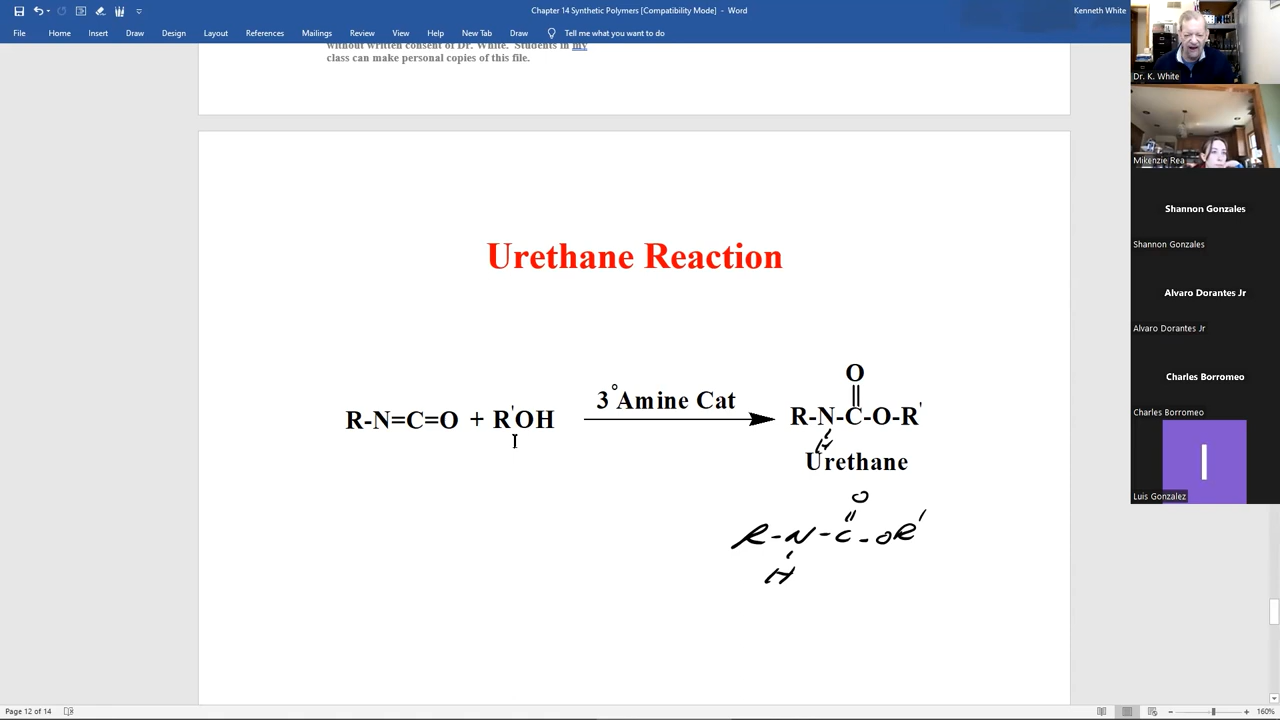 Chapter 14 Synthetic Polymers [Compatibility Mode] - Word
Kenneth White
File Home Insert Draw Design Layout References Mailings Review View Help New Tab Draw Tell me what you want to do
without written consent of Dr. White. Students in my
class can make personal copies of this file.
Urethane Reaction
R-N=C=O + R'OH
3°Amine Cat
O
||
R-N-C-O-R'
H
Urethane
O
R-N-C-OR'
H
Dr. K. White
Mikenzie Rea
Shannon Gonzales
Shannon Gonzales
Alvaro Dorantes Jr
Alvaro Dorantes Jr
Charles Borromeo
Charles Borromeo
l
Luis Gonzalez
Page 12 of 14
160%